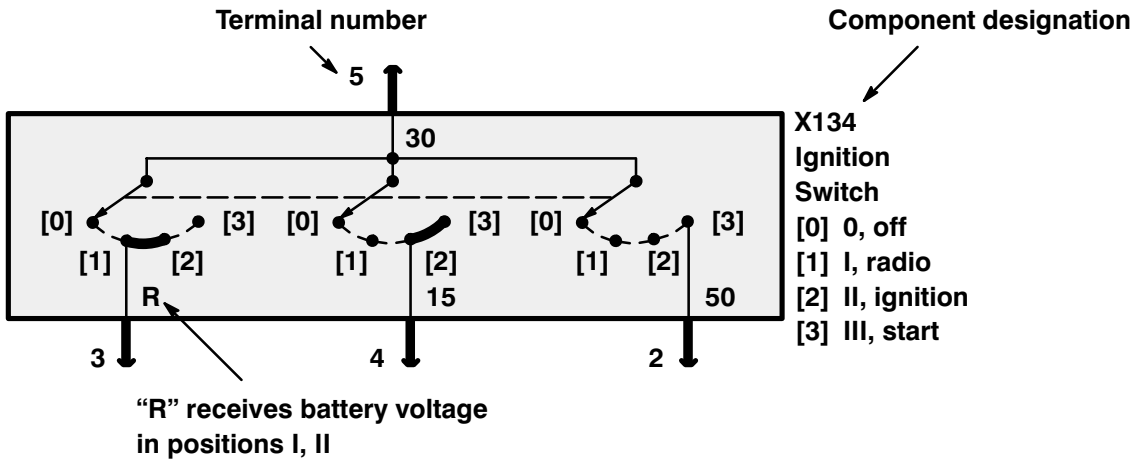 Terminal number
Component designation
5
X134
30
Ignition
Switch
[0] [3] [0] [3] [0] [3]
[0] 0, off
[1] [2] [1] [2] [1] [2]
[1] I, radio
R 15 50
[2] II, ignition
[3] III, start
3 4 2
“R” receives battery voltage
in positions I, II